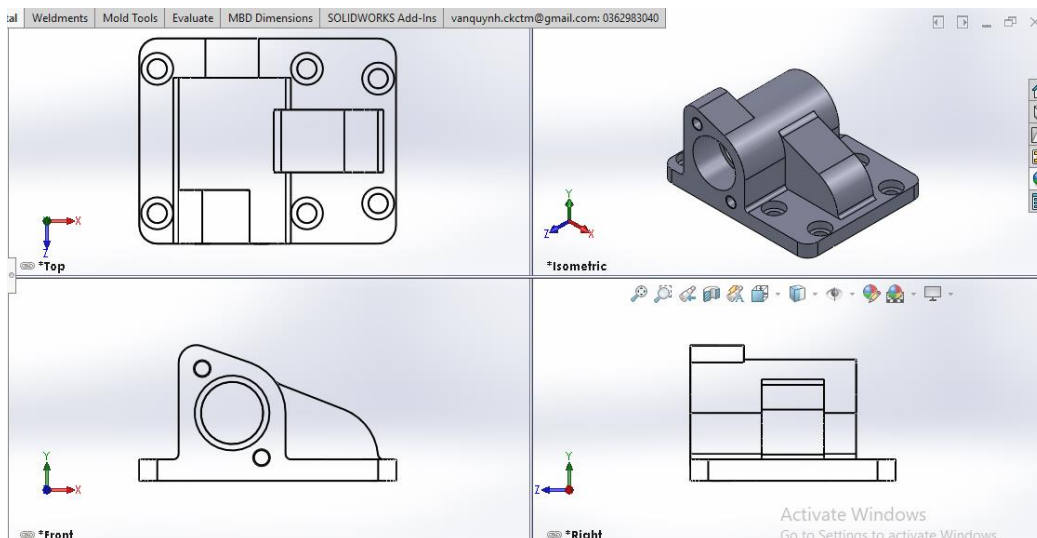 Weldments Mold Tools Evaluate MBD Dimensions SOLIDWORKS Add-Ins vanquynh.ckctm@gmail.com: 0362983040
X
Z
*Top
Y
Z
X
*Isometric
Y
X
*Front
Y
Z
*Right
Activate Windows
Go to Settings to activate Windows.